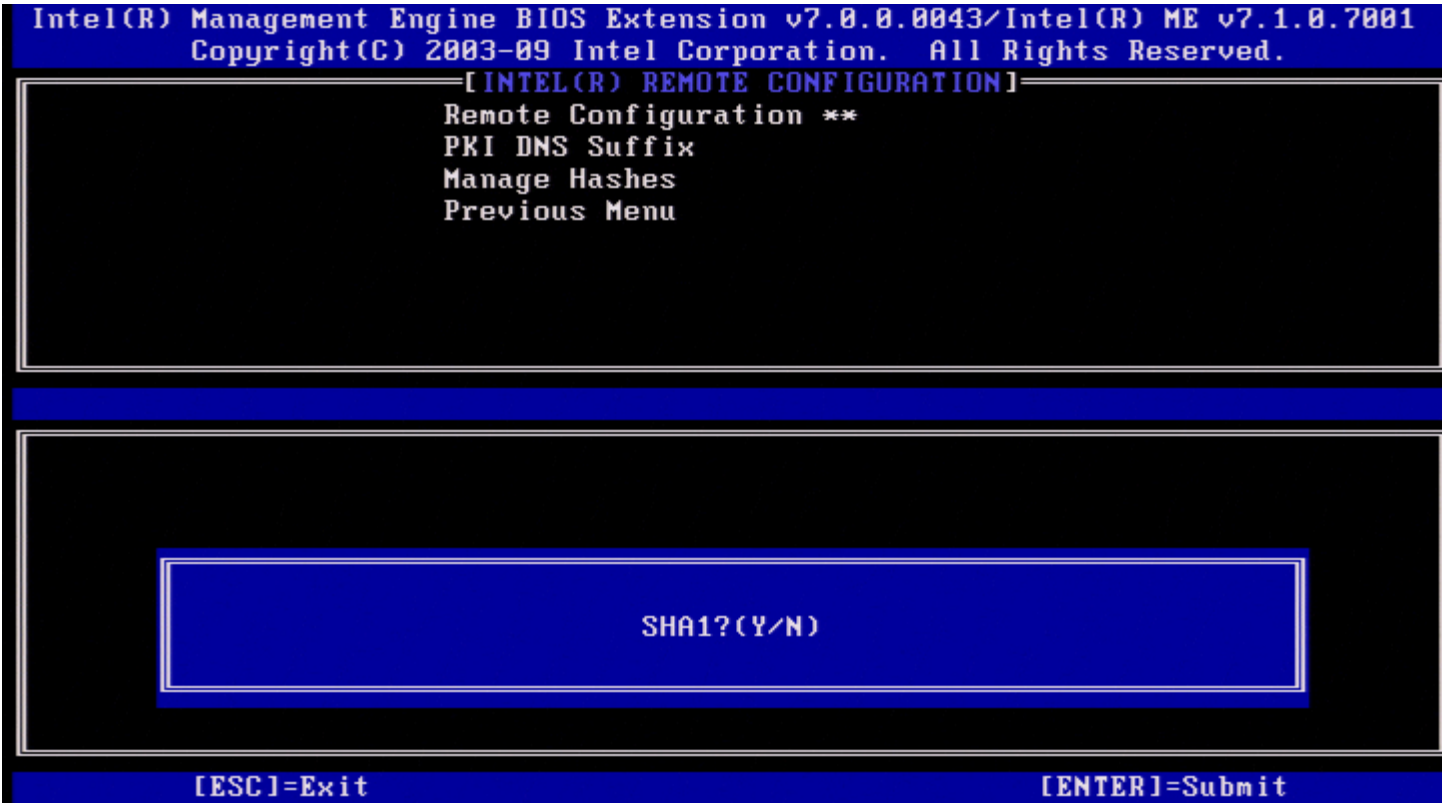 Intel(R) Management Engine BIOS Extension v7.0.0.0043/Intel(R) ME v7.1.0.7001
Copyright(C) 2003-09 Intel Corporation. All Rights Reserved.
[INTEL(R) REMOTE CONFIGURATION]
Remote Configuration **
PKI DNS Suffix
Manage Hashes
Previous Menu
SHA1?(Y/N)
[ESC]=Exit [ENTER]=Submit